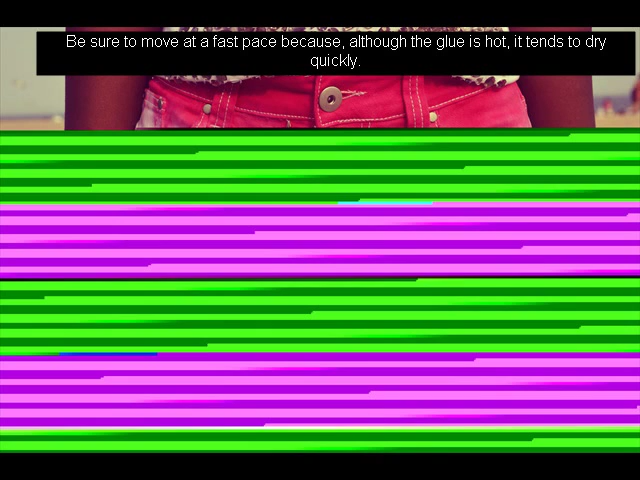 Be sure to move at a fast pace because, although the glue is hot, it tends to dry
quickly.